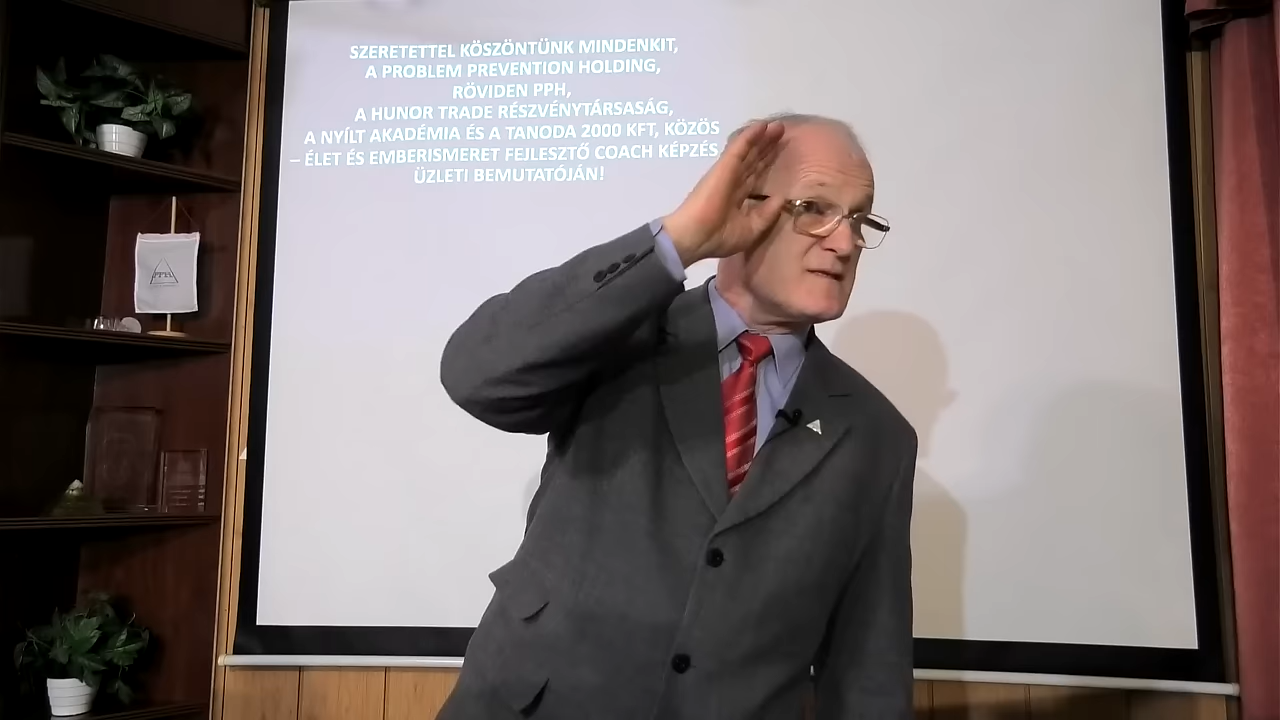 SZERETETTEL KÖSZÖNTÜNK MINDENKIT,
A PROBLEM PREVENTION HOLDING,
RÖVIDEN PPH,
A HUNOR TRADE RÉSZVÉNYTÁRSASÁG,
A NYÍLT AKADÉMIA ÉS A TANODA 2000 KFT, KÖZÖS
– ÉLET ÉS EMBERISMERET FEJLESZTŐ COACH KÉPZÉS
ÜZLETI BEMUTATÓJÁN!